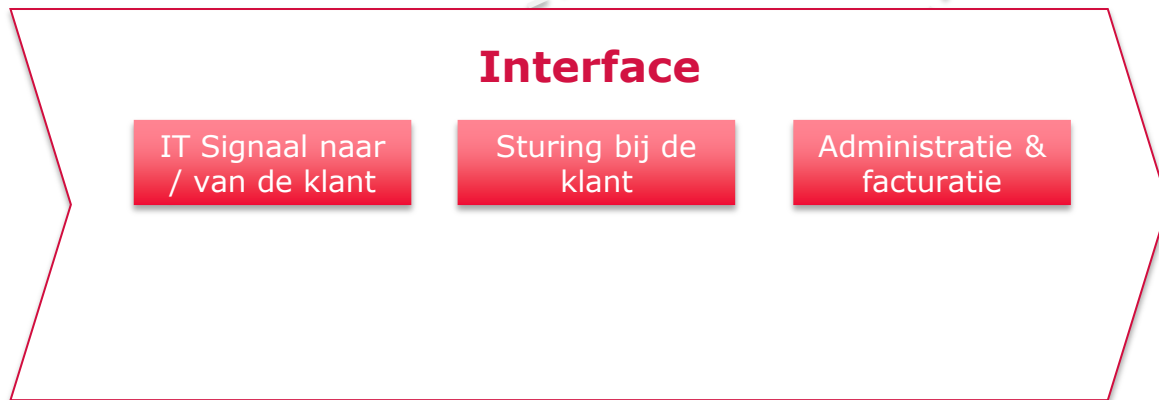 Interface
IT Signaal naar
/ van de klant
Sturing bij de
klant
Administratie &
facturatie